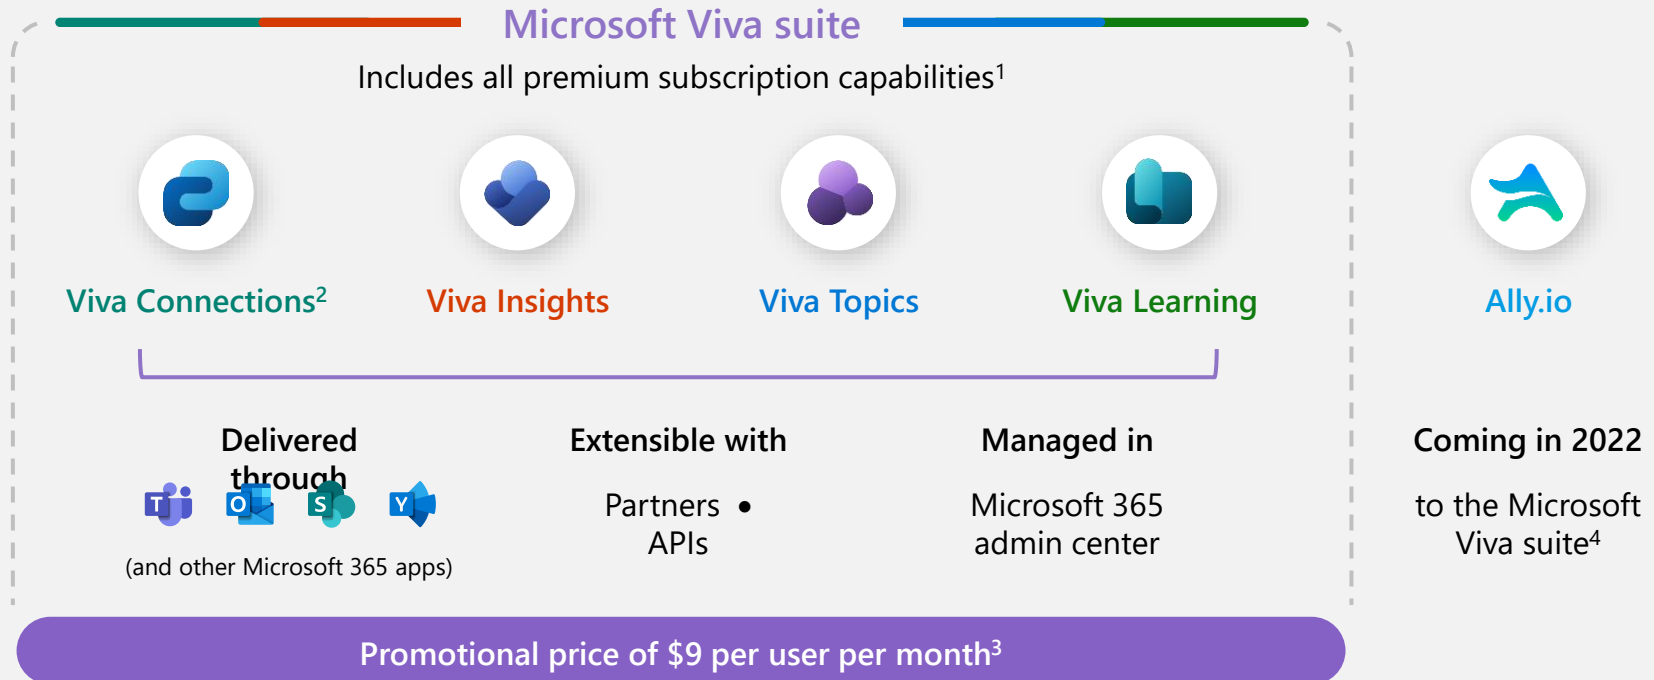 Microsoft Viva suite
Includes all premium subscription capabilities¹
Viva Connections²
Viva Insights
Viva Topics
Viva Learning
Ally.io
Delivered
through
T
O
S
Y
(and other Microsoft 365 apps)
Extensible with
Partners •
APIs
Managed in
Microsoft 365
admin center
Coming in 2022
to the Microsoft
Viva suite⁴
Promotional price of $9 per user per month³